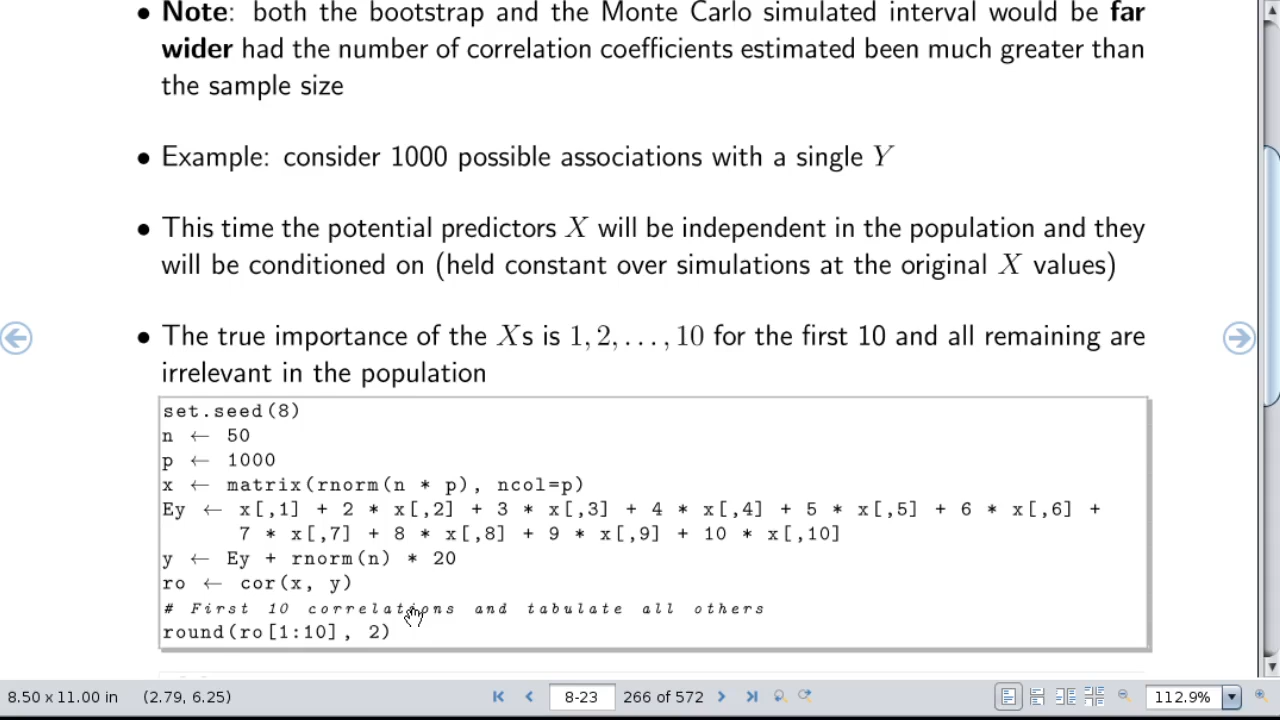 • Note: both the bootstrap and the Monte Carlo simulated interval would be far
wider had the number of correlation coefficients estimated been much greater than
the sample size
• Example: consider 1000 possible associations with a single Y
• This time the potential predictors X will be independent in the population and they
will be conditioned on (held constant over simulations at the original X values)
• The true importance of the Xs is 1, 2, . . . , 10 for the first 10 and all remaining are
irrelevant in the population
set.seed(8)
n ← 50
p ← 1000
x ← matrix(rnorm(n * p), ncol=p)
Ey ← x[,1] + 2 * x[,2] + 3 * x[,3] + 4 * x[,4] + 5 * x[,5] + 6 * x[,6] +
7 * x[,7] + 8 * x[,8] + 9 * x[,9] + 10 * x[,10]
y ← Ey + rnorm(n) * 20
ro ← cor(x, y)
# First 10 correlations and tabulate all others
round(ro[1:10], 2)
8.50 x 11.00 in (2.79, 6.25) 8-23 266 of 572 112.9%